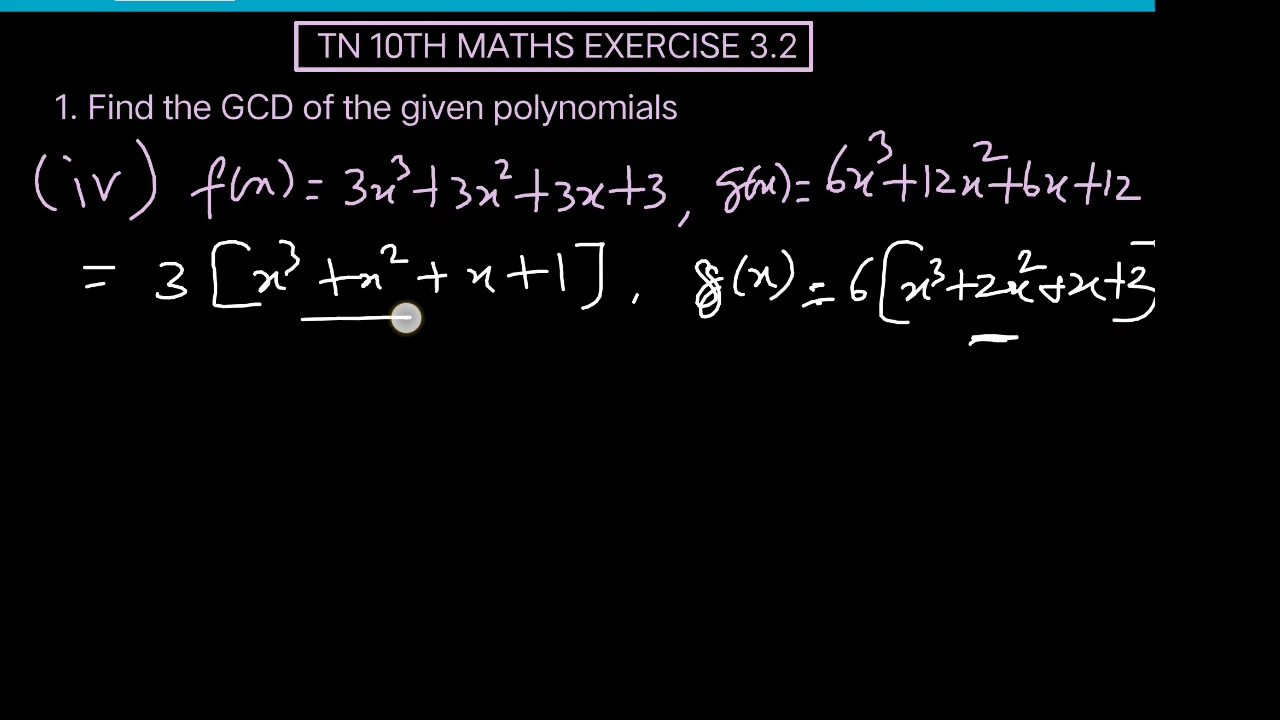 TN 10TH MATHS EXERCISE 3.2
1. Find the GCD of the given polynomials
(iv) f(x) = 3x³+3x²+3x+3, g(x)= 6x³+12x²+6x+12
= 3 [x³ +x² + x +1], g(x) = 6[x³+2x²+x+2]